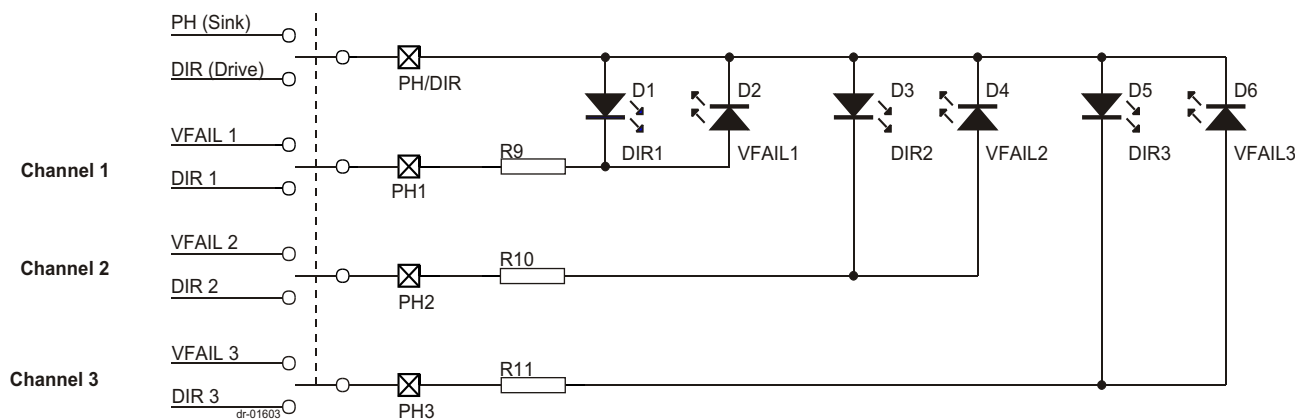 PH (Sink)
DIR (Drive)
PH/DIR
D1
D2
D3
D4
D5
D6
DIR1
VFAIL1
DIR2
VFAIL2
DIR3
VFAIL3
Channel 1
VFAIL 1
DIR 1
PH1
R9
Channel 2
VFAIL 2
DIR 2
PH2
R10
Channel 3
VFAIL 3
DIR 3
PH3
R11
dr-01603